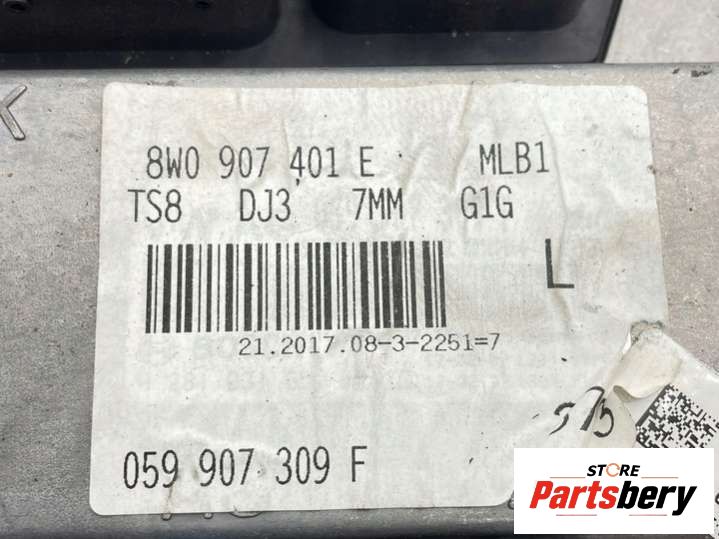 8W0 907 401 E MLB1
TS8 DJ3 7MM G1G
L
21.2017.08-3-2251=7
059 907 309 F
STORE
Partsbery